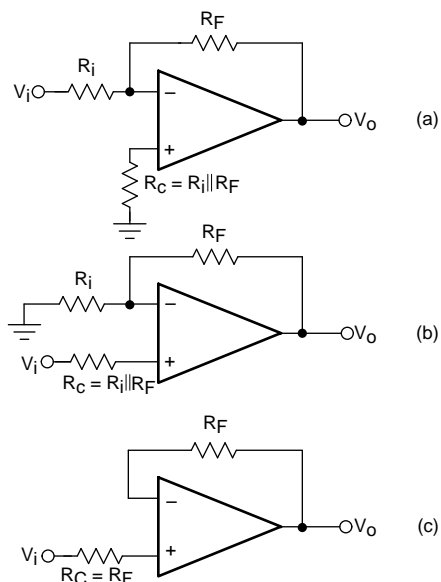 RF
Ri
Vi
−
+
Vo
(a)
RC = Ri||RF
RF
Ri
−
+
Vo
(b)
Vi
RC = Ri||RF
RF
−
+
Vo
(c)
Vi
RC = RF